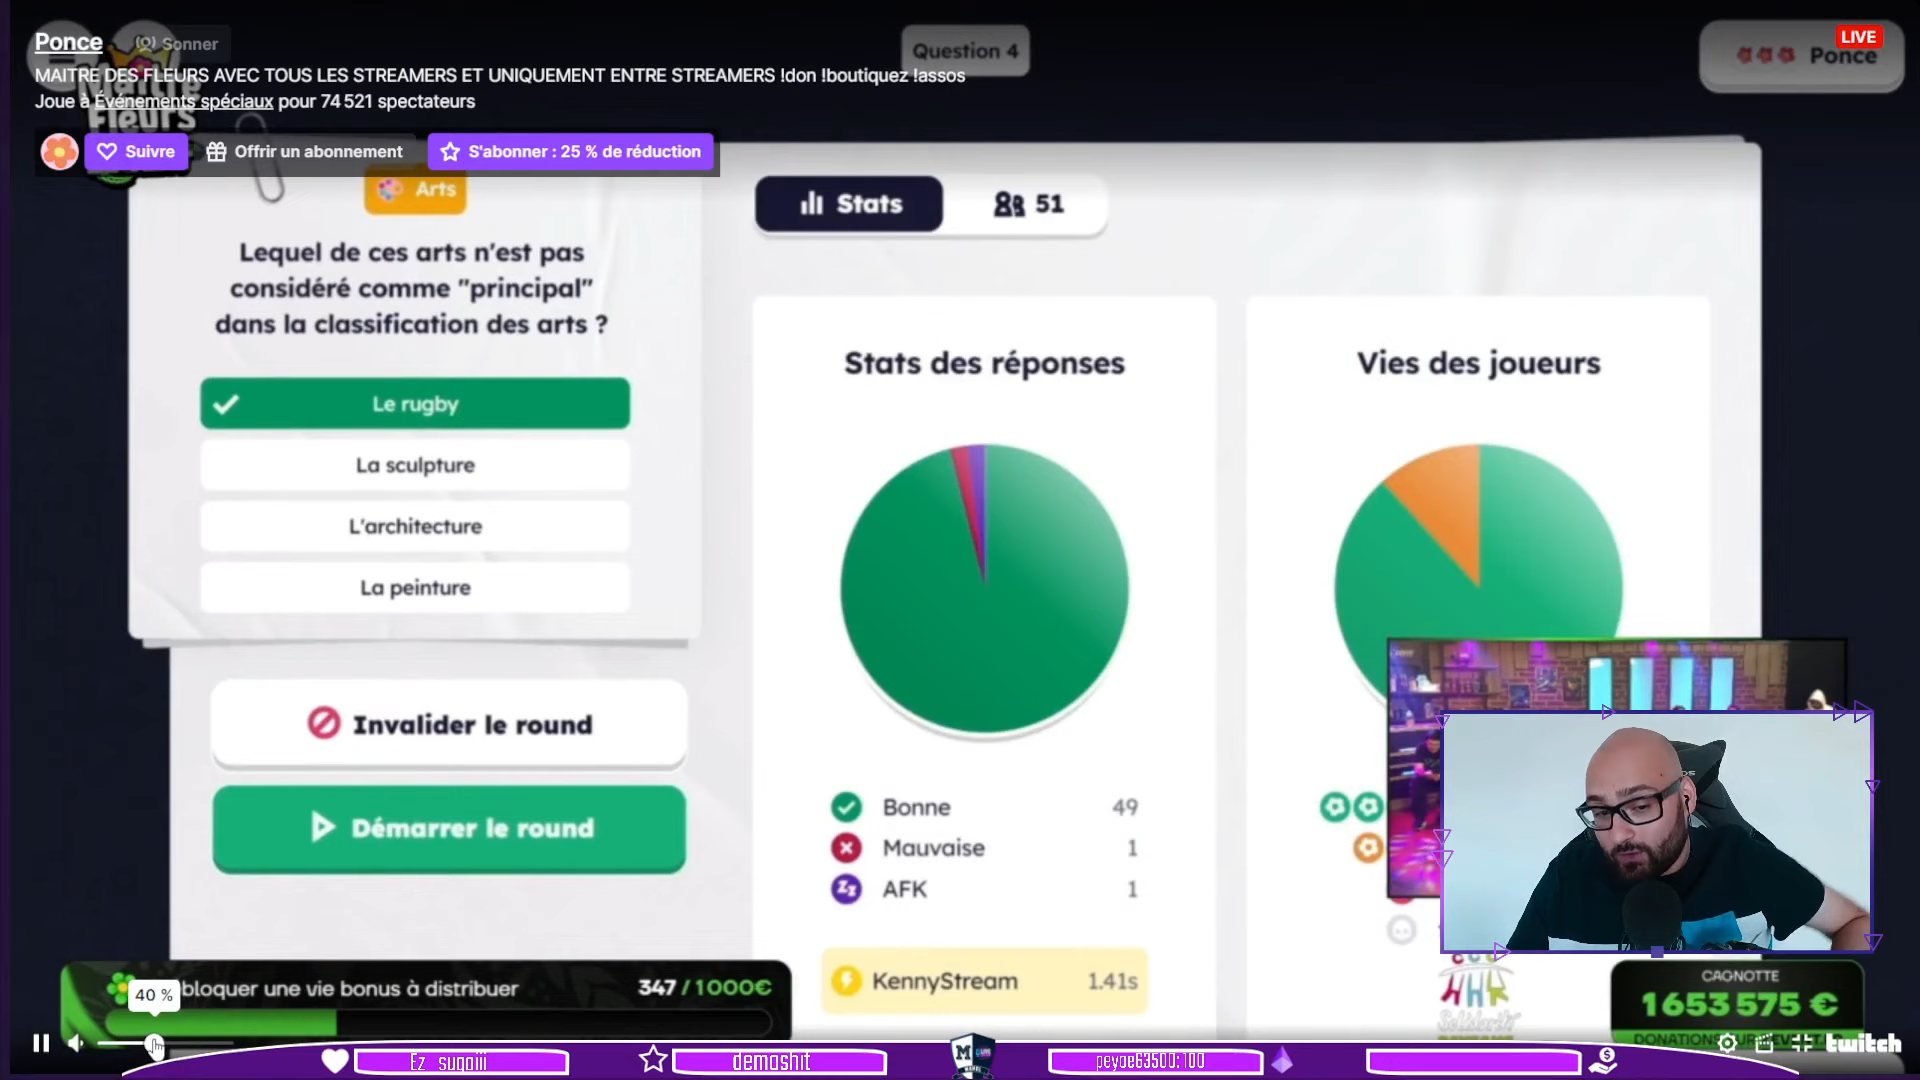 Ponce
Sonner
Question 4
LIVE
Ponce
MAITRE DES FLEURS AVEC TOUS LES STREAMERS ET UNIQUEMENT ENTRE STREAMERS !don !boutiquez !assos
Joue à Événements spéciaux pour 74 521 spectateurs
Maître
Fleurs
Suivre
Offrir un abonnement
S'abonner : 25 % de réduction
Arts
Stats
51
Lequel de ces arts n'est pas
considéré comme "principal"
dans la classification des arts ?
Le rugby
La sculpture
L'architecture
La peinture
Invalider le round
Démarrer le round
Stats des réponses
Vies des joueurs
Bonne 49
Mauvaise 1
AFK 1
KennyStream 1.41s
bloquer une vie bonus à distribuer 347 / 1000€
40 %
CAGNOTTE
1 653 575 €
twitch
Ez_sugoiii
demoshit
peyoe63500:100